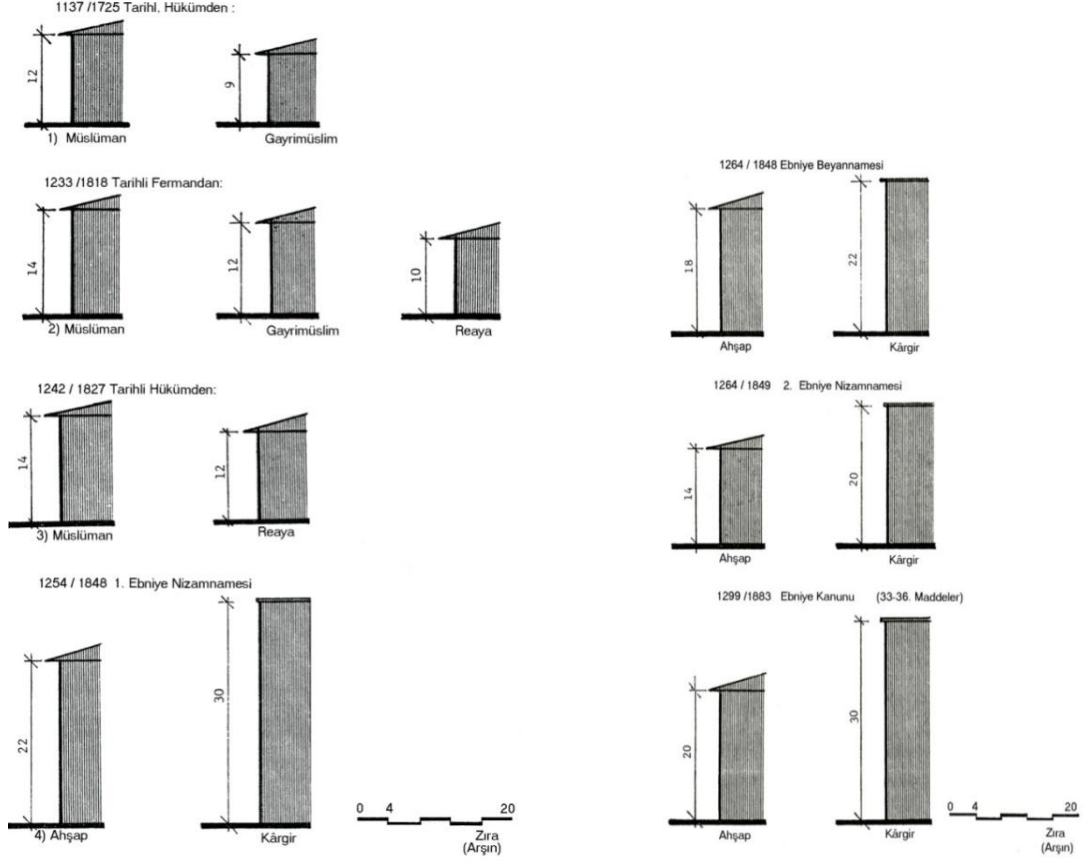 1137 /1725 Tarihl. Hükümden :
12
9
1) Müslüman
Gayrimüslim
1233 /1818 Tarihli Fermandan:
14
12
10
2) Müslüman
Gayrimüslim
Reaya
1242 / 1827 Tarihli Hükümden:
14
12
3) Müslüman
Reaya
1254 / 1848 1. Ebniye Nizamnamesi
22
30
4) Ahşap
Kârgir
0 4 20
Zıra
(Arşın)
1264 / 1848 Ebniye Beyannamesi
18
22
Ahşap
Kârgir
1264 / 1849 2. Ebniye Nizamnamesi
14
20
Ahşap
Kârgir
1299 /1883 Ebniye Kanunu (33-36. Maddeler)
20
30
Ahşap
Kârgir
0 4 20
Zıra
(Arşın)